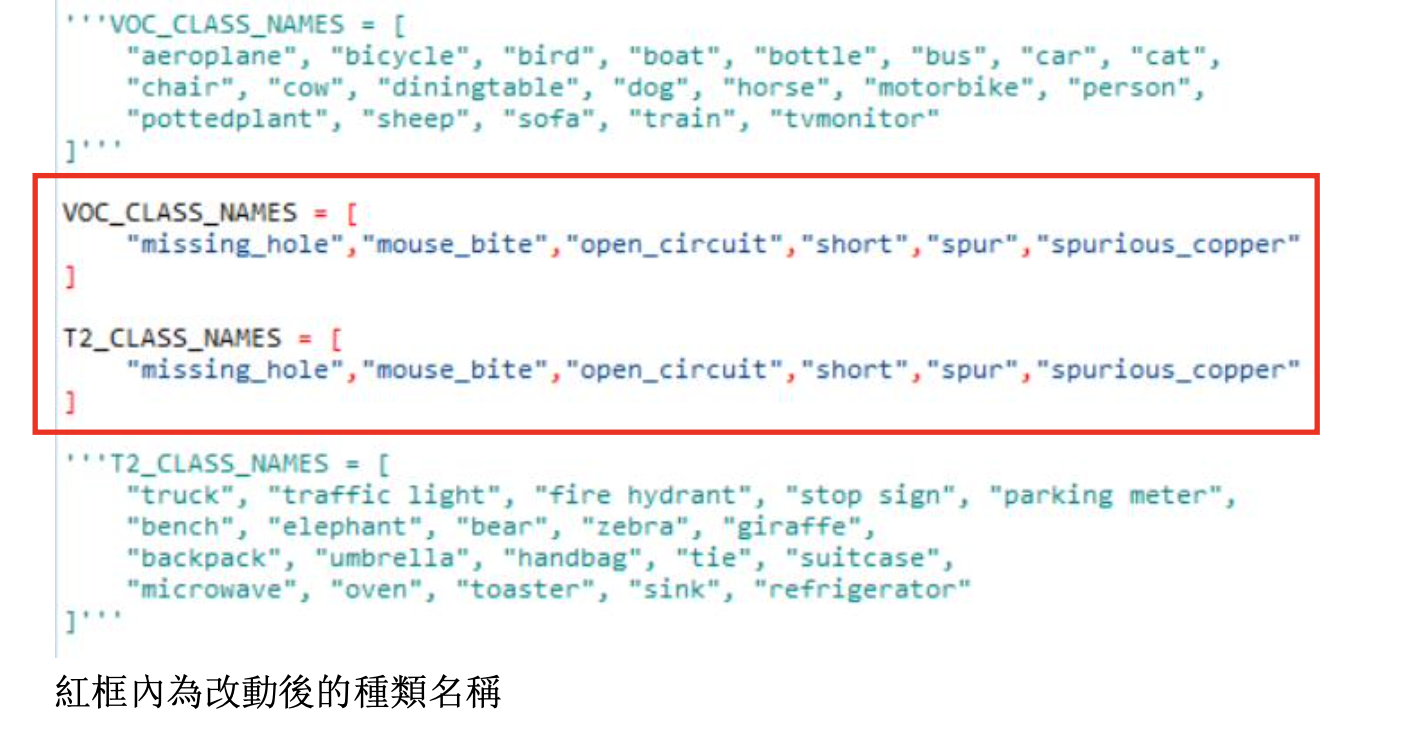 '''VOC_CLASS_NAMES = [
    "aeroplane", "bicycle", "bird", "boat", "bottle", "bus", "car", "cat",
    "chair", "cow", "diningtable", "dog", "horse", "motorbike", "person",
    "pottedplant", "sheep", "sofa", "train", "tvmonitor"
]'''
VOC_CLASS_NAMES = [
    "missing_hole","mouse_bite","open_circuit","short","spur","spurious_copper"
]
T2_CLASS_NAMES = [
    "missing_hole","mouse_bite","open_circuit","short","spur","spurious_copper"
]
'''T2_CLASS_NAMES = [
    "truck", "traffic light", "fire hydrant", "stop sign", "parking meter",
    "bench", "elephant", "bear", "zebra", "giraffe",
    "backpack", "umbrella", "handbag", "tie", "suitcase",
    "microwave", "oven", "toaster", "sink", "refrigerator"
]'''
紅框內為改動後的種類名稱